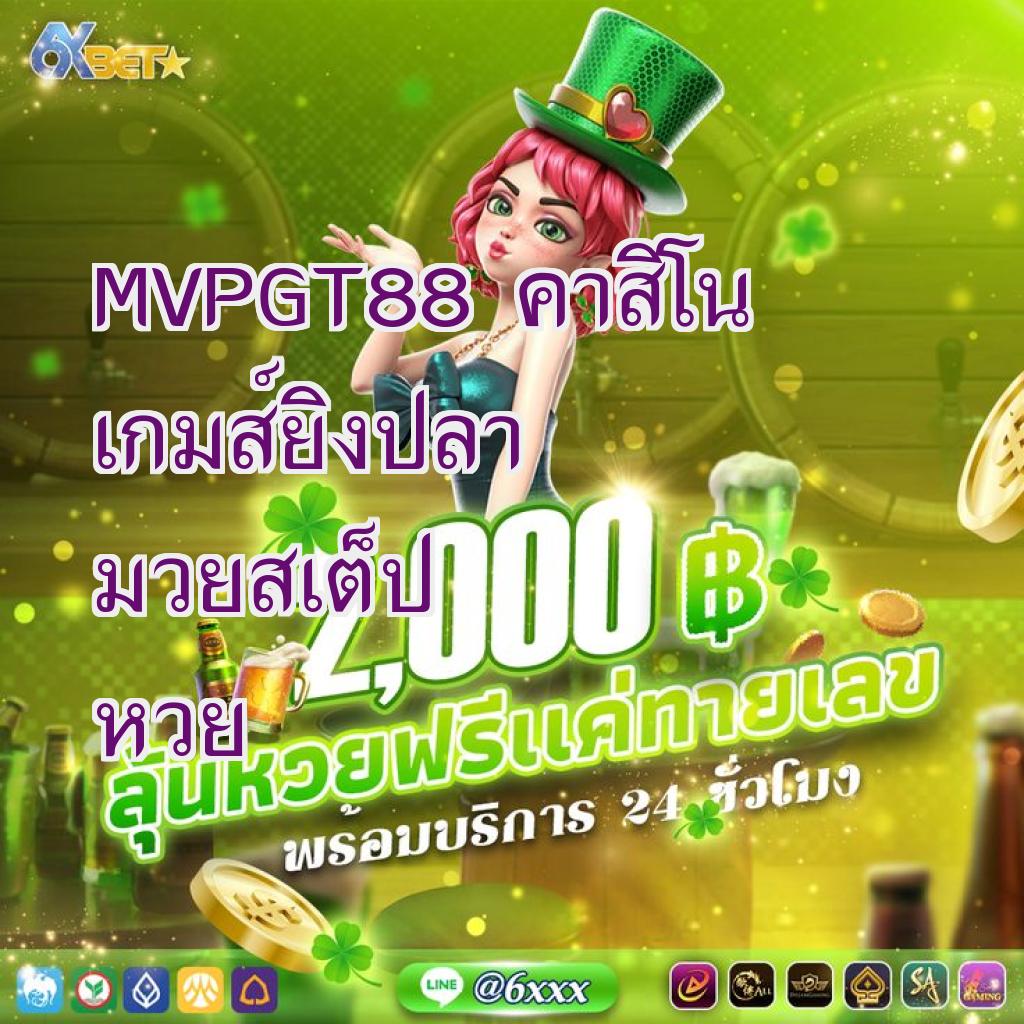 6XBET
MVPGT88 คาสิโน
เกมส์ยิงปลา
มวยสเต็ป
2,000 ฿
หวย
ลุ้นหวยฟรีแค่ทายเลข
พร้อมบริการ 24 ชั่วโมง
LINE @6xxx
ALL
SA
GAMING